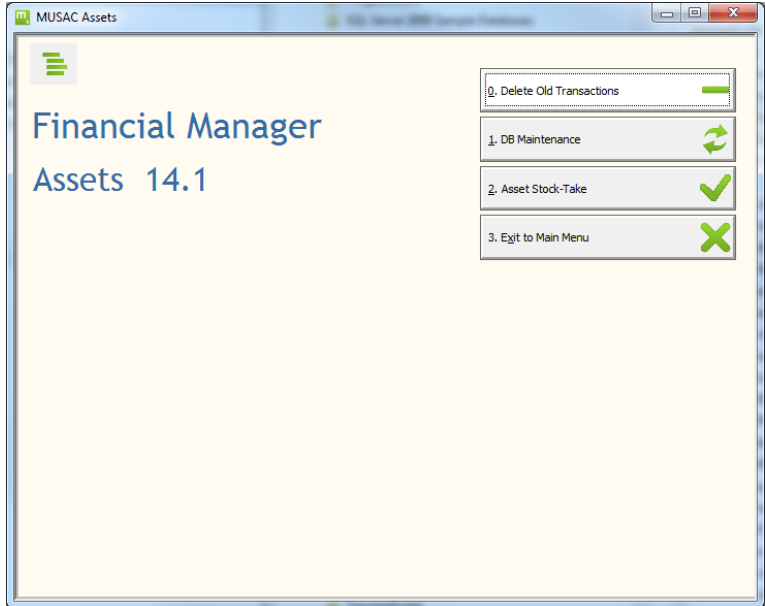 MUSAC Assets
Financial Manager
Assets 14.1
0. Delete Old Transactions
1. DB Maintenance
2. Asset Stock-Take
3. Exit to Main Menu